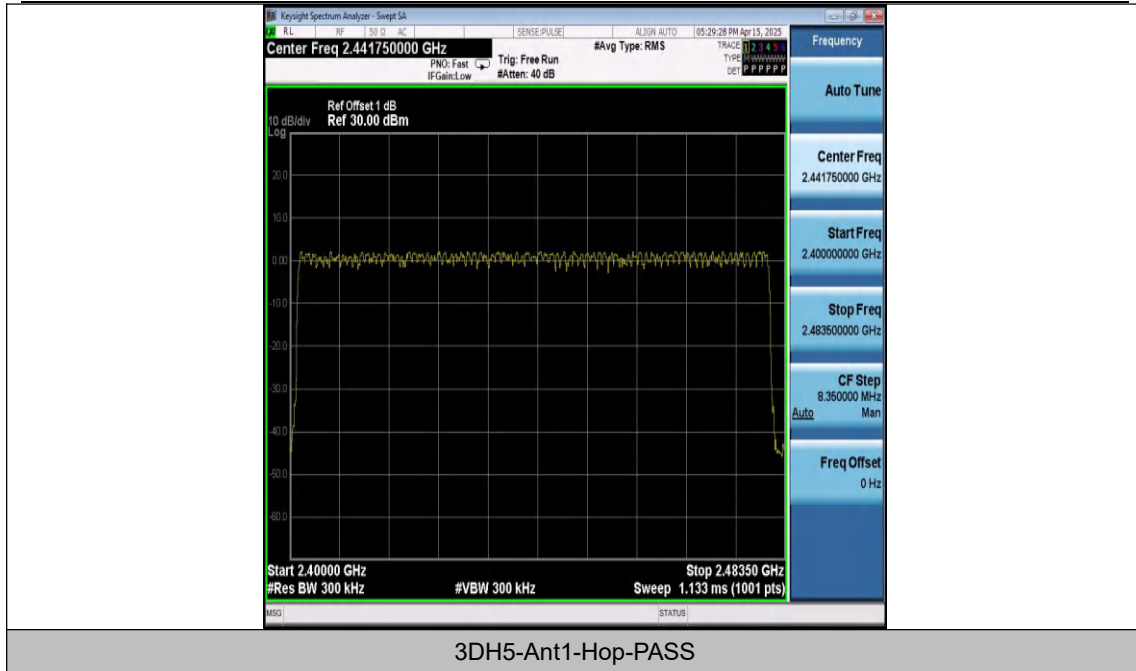 Keysight Spectrum Analyzer - Swept SA
RL RF 50 Ω AC SENSE:PULSE ALIGN AUTO 05:29:28 PM Apr 15, 2025
Center Freq 2.441750000 GHz
#Avg Type: RMS
TRACE 1 2 3 4 5 6
PNO: Fast
Trig: Free Run
TYPE M WWWWW
IFGain:Low
#Atten: 40 dB
DET P P P P P P
Ref Offset 1 dB
10 dB/div Ref 30.00 dBm
Log
20.0
10.0
0.00
-10.0
-20.0
-30.0
-40.0
-50.0
-60.0
Start 2.40000 GHz
Stop 2.48350 GHz
#Res BW 300 kHz
#VBW 300 kHz
Sweep 1.133 ms (1001 pts)
MSG
STATUS
Frequency
Auto Tune
Center Freq
2.441750000 GHz
Start Freq
2.400000000 GHz
Stop Freq
2.483500000 GHz
CF Step
8.350000 MHz
Auto Man
Freq Offset
0 Hz
3DH5-Ant1-Hop-PASS